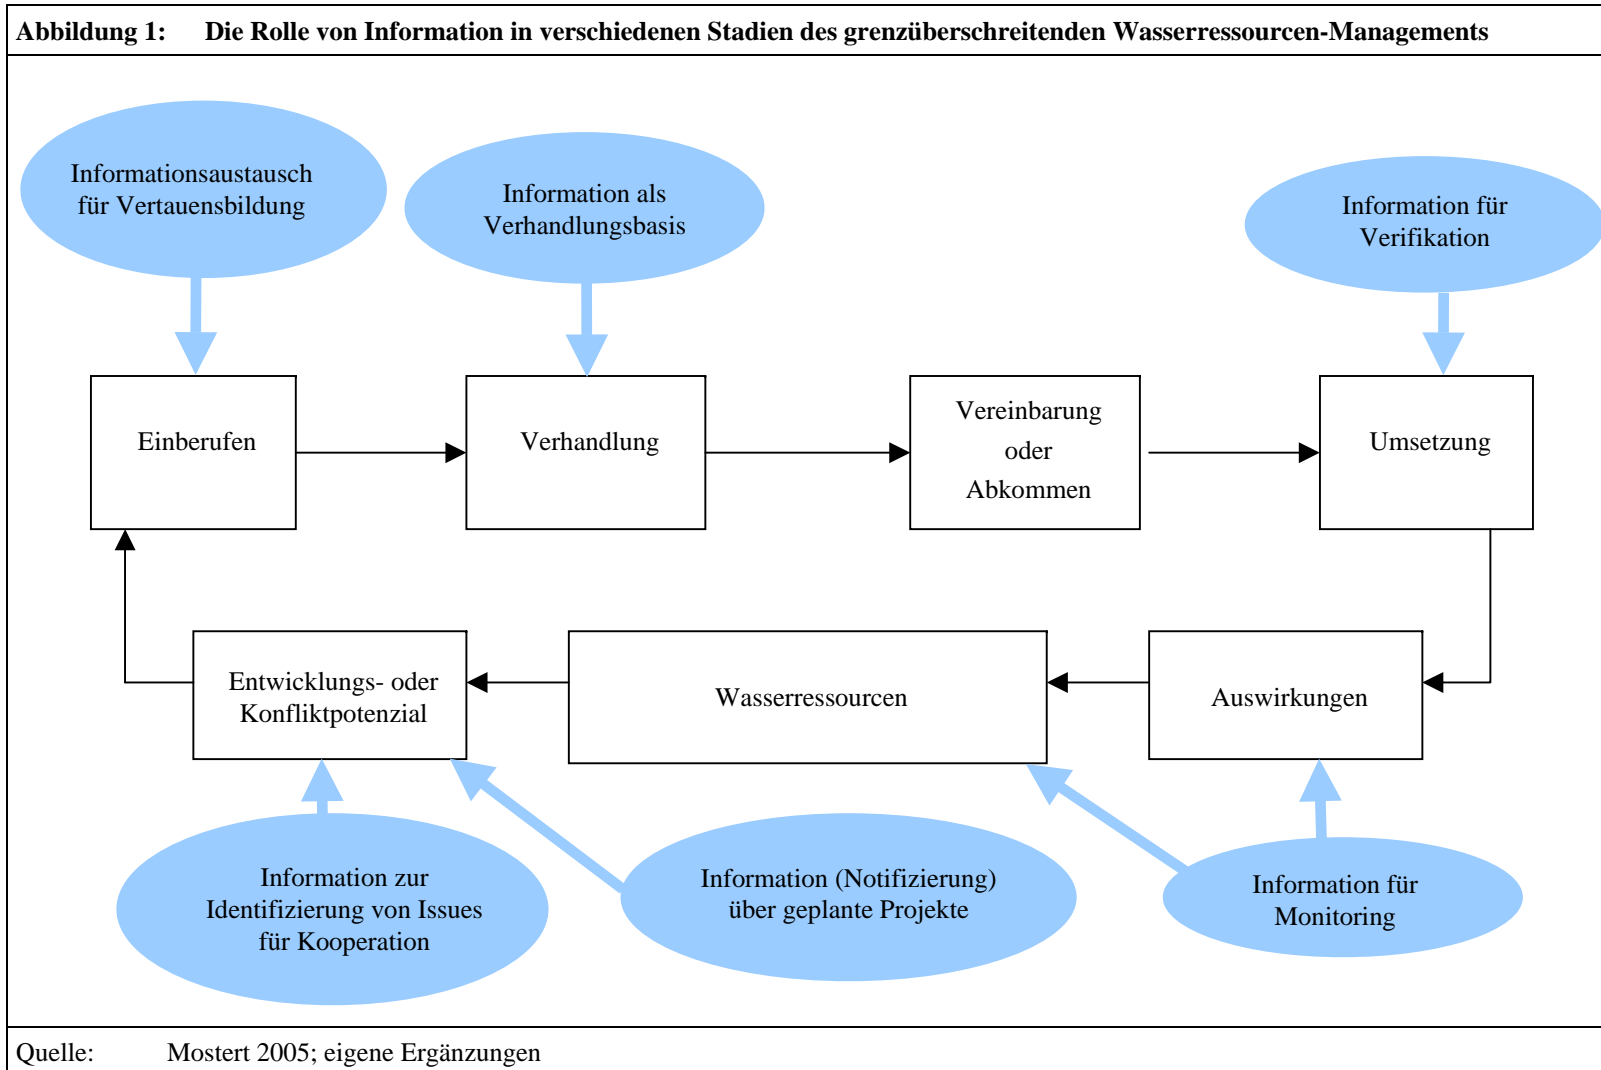 Abbildung 1: Die Rolle von Information in verschiedenen Stadien des grenzüberschreitenden Wasserressourcen-Managements
Informationsaustausch
für Vertauensbildung
Information als
Verhandlungsbasis
Information für
Verifikation
Einberufen
Verhandlung
Vereinbarung
oder
Abkommen
Umsetzung
Entwicklungs- oder
Konfliktpotenzial
Wasserressourcen
Auswirkungen
Information zur
Identifizierung von Issues
für Kooperation
Information (Notifizierung)
über geplante Projekte
Information für
Monitoring
Quelle: Mostert 2005; eigene Ergänzungen